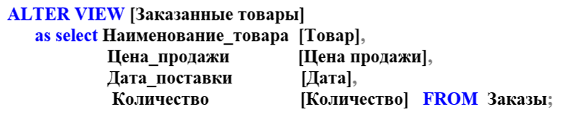 ALTER VIEW [Заказанные товары]
as select Наименование_товара [Товар],
Цена_продажи [Цена продажи],
Дата_поставки [Дата],
Количество [Количество] FROM Заказы;